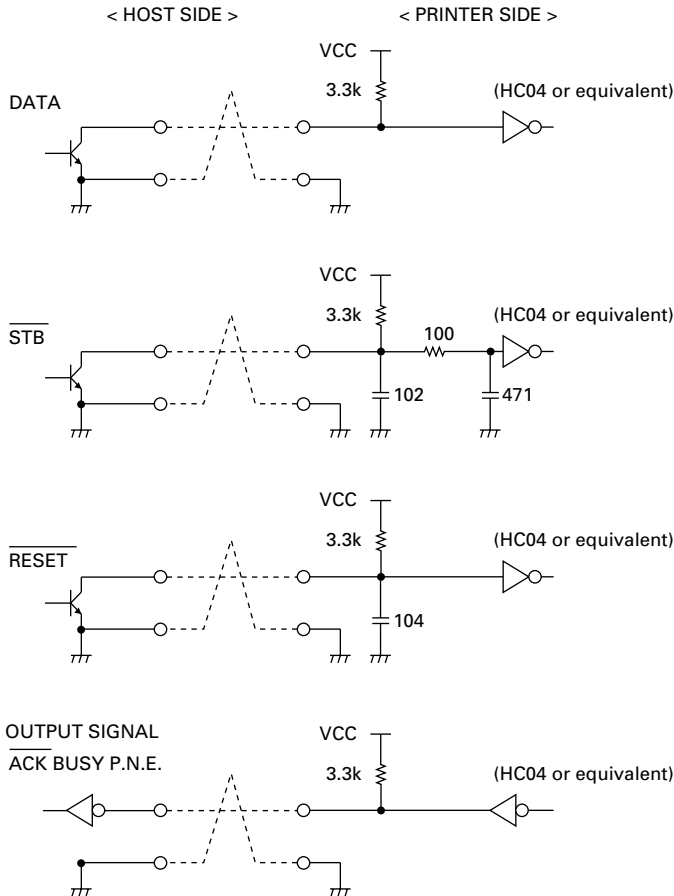 < HOST SIDE > < PRINTER SIDE >
VCC
3.3k
(HC04 or equivalent)
DATA
VCC
3.3k
(HC04 or equivalent)
STB
100
102
471
VCC
3.3k
(HC04 or equivalent)
RESET
104
OUTPUT SIGNAL
VCC
ACK BUSY P.N.E.
3.3k
(HC04 or equivalent)